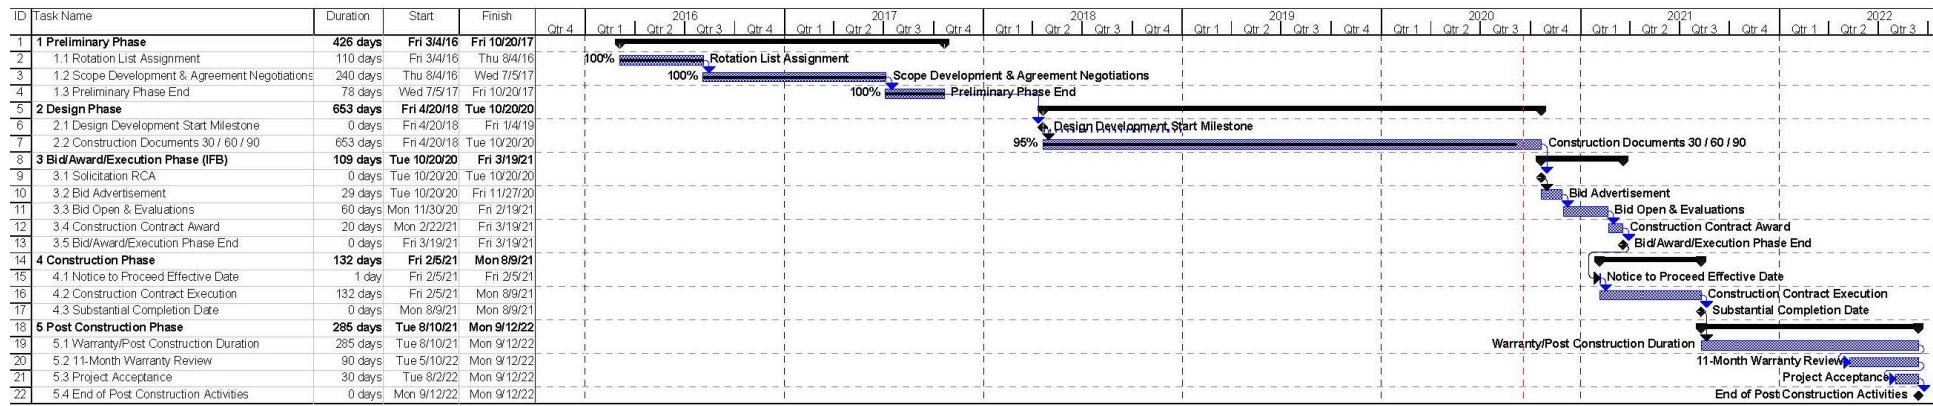 ID Task Name Duration Start Finish 2016 2017 2018 2019 2020 2021 2022
Qtr 4 Qtr 1 Qtr 2 Qtr 3 Qtr 4 Qtr 1 Qtr 2 Qtr 3 Qtr 4 Qtr 1 Qtr 2 Qtr 3 Qtr 4 Qtr 1 Qtr 2 Qtr 3 Qtr 4 Qtr 1 Qtr 2 Qtr 3 Qtr 4 Qtr 1 Qtr 2 Qtr 3 Qtr 4 Qtr 1 Qtr 2 Qtr 3
1 1 Preliminary Phase 426 days Fri 3/4/16 Fri 10/20/17
2 1.1 Rotation List Assignment 110 days Fri 3/4/16 Thu 8/4/16 100% Rotation List Assignment
3 1.2 Scope Development & Agreement Negotiations 240 days Thu 8/4/16 Wed 7/5/17 100% Scope Development & Agreement Negotiations
4 1.3 Preliminary Phase End 78 days Wed 7/5/17 Fri 10/20/17 100% Preliminary Phase End
5 2 Design Phase 653 days Fri 4/20/18 Tue 10/20/20
6 2.1 Design Development Start Milestone 0 days Fri 4/20/18 Fri 1/4/19 Design Development Start Milestone
7 2.2 Construction Documents 30 / 60 / 90 653 days Fri 4/20/18 Tue 10/20/20 95% Construction Documents 30 / 60 / 90
8 3 Bid/Award/Execution Phase (IFB) 109 days Tue 10/20/20 Fri 3/19/21
9 3.1 Solicitation RCA 0 days Tue 10/20/20 Tue 10/20/20
10 3.2 Bid Advertisement 29 days Tue 10/20/20 Fri 11/27/20 Bid Advertisement
11 3.3 Bid Open & Evaluations 60 days Mon 11/30/20 Fri 2/19/21 Bid Open & Evaluations
12 3.4 Construction Contract Award 20 days Mon 2/22/21 Fri 3/19/21 Construction Contract Award
13 3.5 Bid/Award/Execution Phase End 0 days Fri 3/19/21 Fri 3/19/21 Bid/Award/Execution Phase End
14 4 Construction Phase 132 days Fri 2/5/21 Mon 8/9/21
15 4.1 Notice to Proceed Effective Date 1 day Fri 2/5/21 Fri 2/5/21 Notice to Proceed Effective Date
16 4.2 Construction Contract Execution 132 days Fri 2/5/21 Mon 8/9/21 Construction Contract Execution
17 4.3 Substantial Completion Date 0 days Mon 8/9/21 Mon 8/9/21 Substantial Completion Date
18 5 Post Construction Phase 285 days Tue 8/10/21 Mon 9/12/22
19 5.1 Warranty/Post Construction Duration 285 days Tue 8/10/21 Mon 9/12/22 Warranty/Post Construction Duration
20 5.2 11-Month Warranty Review 90 days Tue 5/10/22 Mon 9/12/22 11-Month Warranty Review
21 5.3 Project Acceptance 30 days Tue 8/2/22 Mon 9/12/22 Project Acceptance
22 5.4 End of Post Construction Activities 0 days Mon 9/12/22 Mon 9/12/22 End of Post Construction Activities